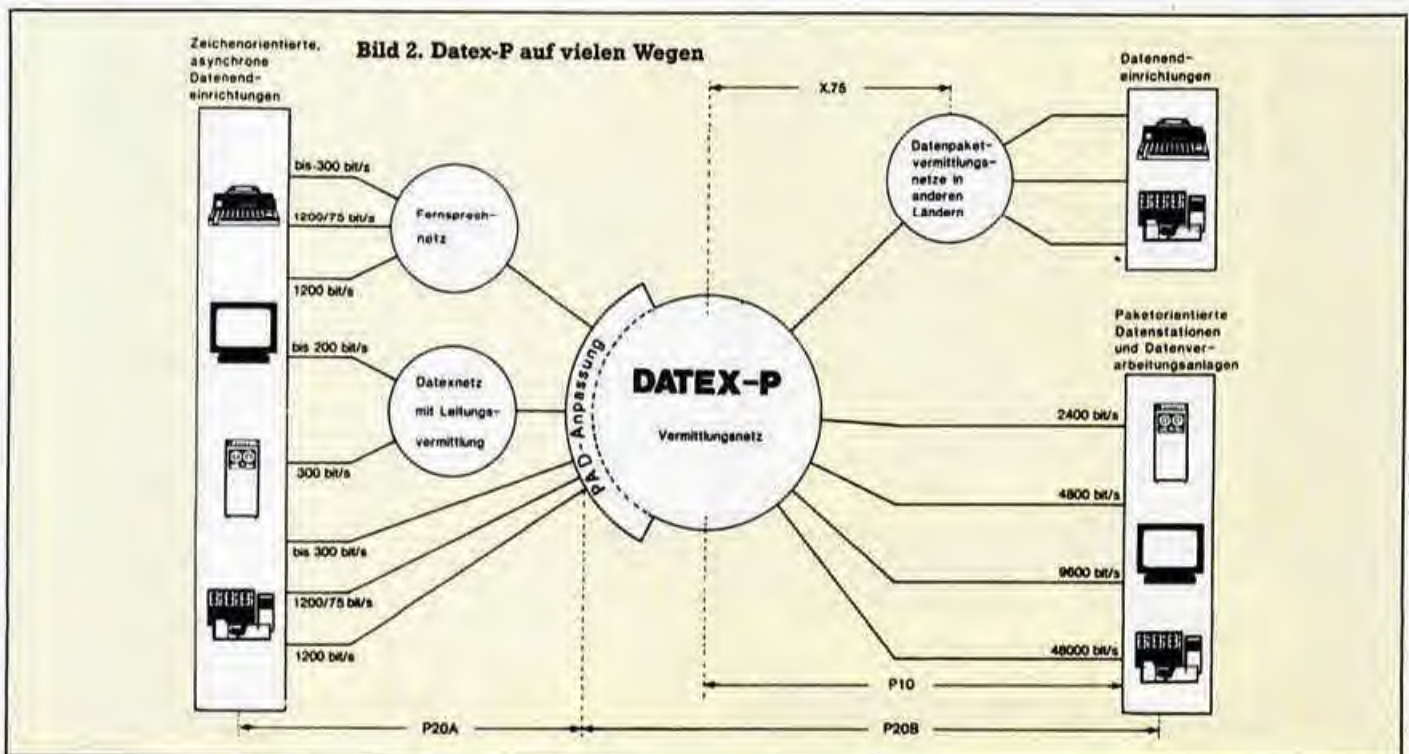 Bild 2. Datex-P auf vielen Wegen
Zeichenorientierte,
asynchrone
Datenend-
einrichtungen
bis 300 bit/s
1200/75 bit/s
1200 bit/s
bis 200 bit/s
300 bit/s
bis 300 bit/s
1200/75 bit/s
1200 bit/s
Fernsprech-
netz
Datexnetz
mit Leitungs-
vermittlung
PAD-Anpassung
DATEX-P
Vermittlungsnetz
X.75
Datenpaket-
vermittlungs-
netze in
anderen
Ländern
Datenend-
einrichtungen
Paketorientierte
Datenstationen
und Datenver-
arbeitungsanlagen
2400 bit/s
4800 bit/s
9600 bit/s
48000 bit/s
P10
P20A
P20B